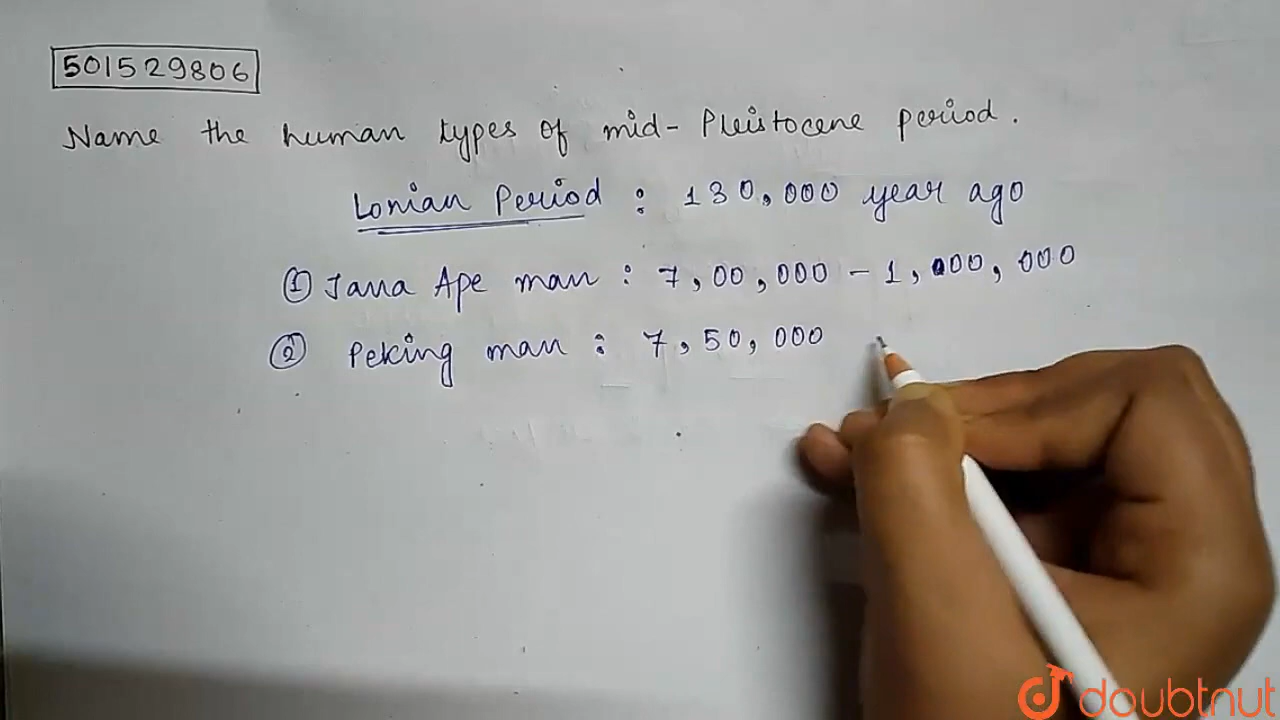 501529806
Name the human types of mid-Pleistocene period.
Lonian Period : 130,000 year ago
① Java Ape man : 7,00,000 - 1,000,000
② Peking man : 7,50,000
doubtnut